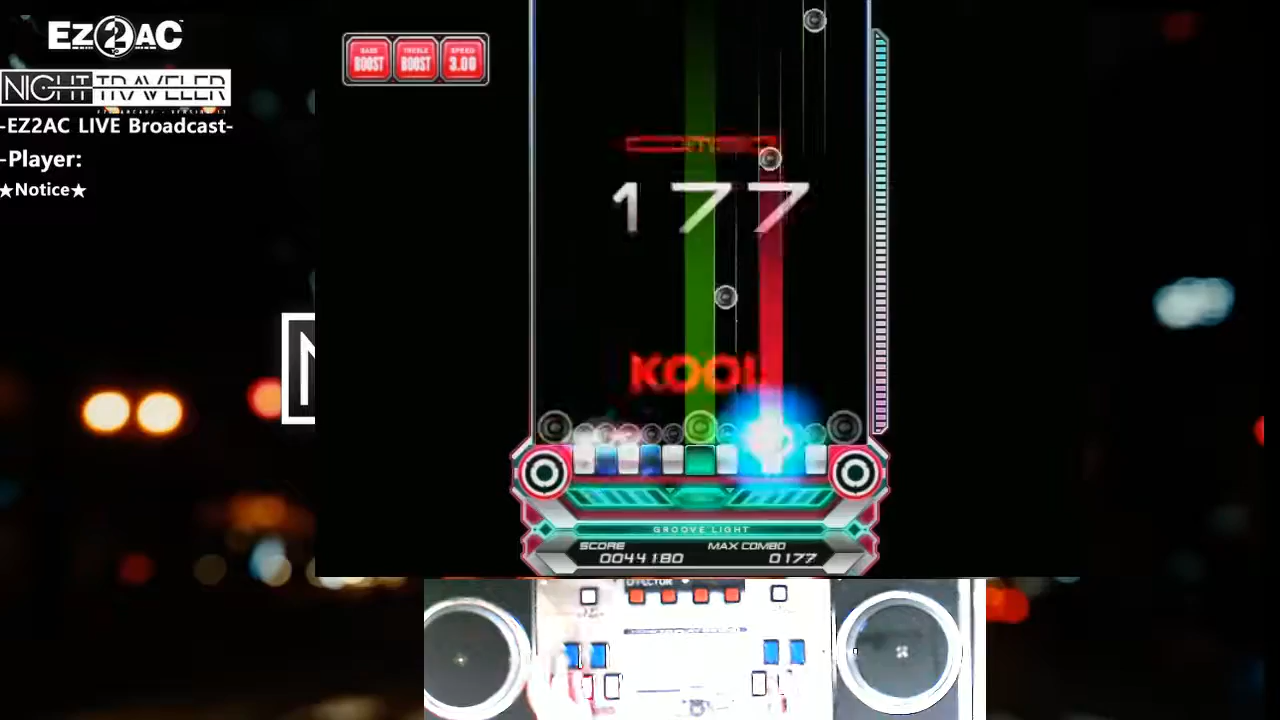 Ez2AC
NIGHT TRAVELER
-EZ2AC LIVE Broadcast-
-Player:
★Notice★
BASS BOOST
TREBLE BOOST
SPEED 3.00
177
KOOL
GROOVE LIGHT
SCORE
MAX COMBO
0044180
0177
EFFECTOR